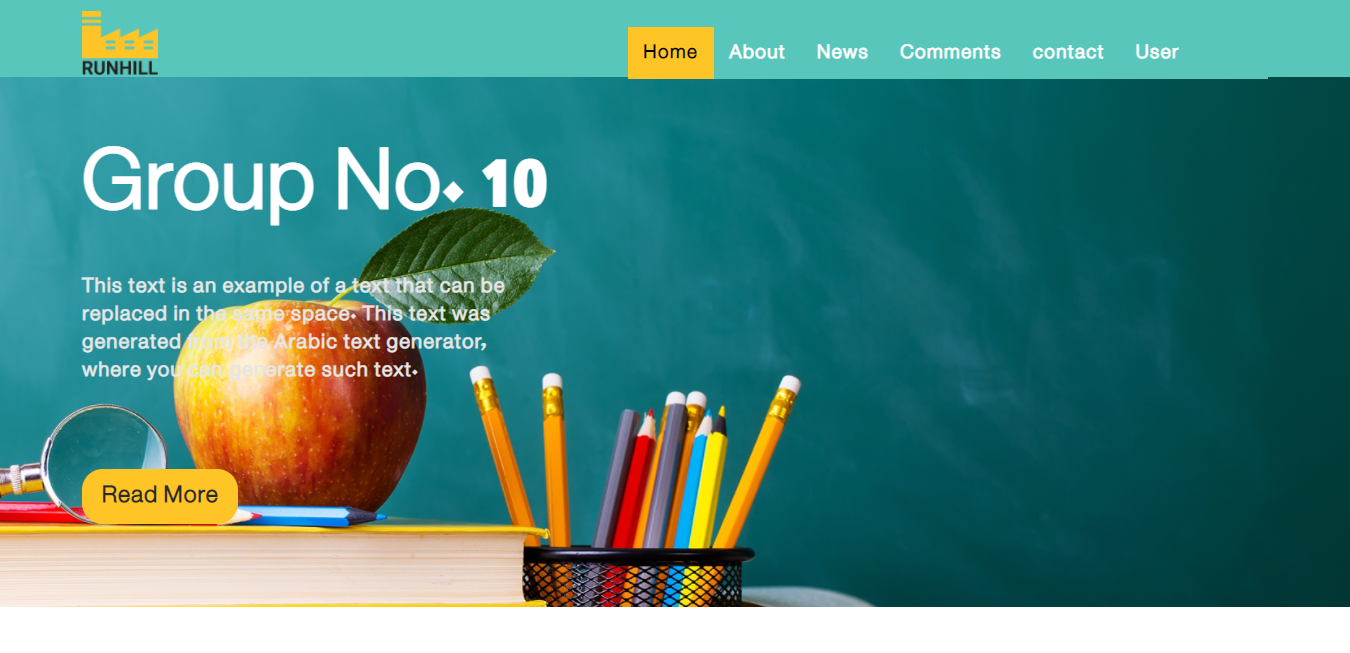 RUNHILL
Home About News Comments contact User
Group No. 10
This text is an example of a text that can be
replaced in the same space. This text was
generated from the Arabic text generator,
where you can generate such text.
Read More